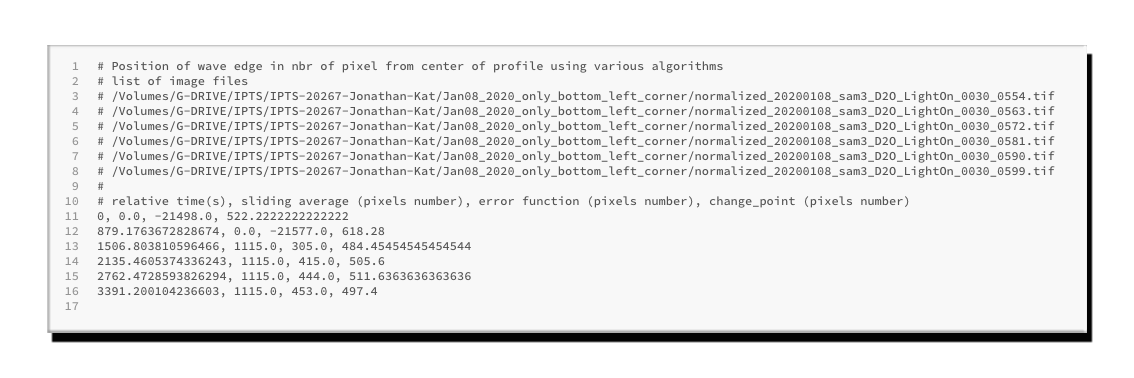 1 # Position of wave edge in nbr of pixel from center of profile using various algorithms
2 # list of image files
3 # /Volumes/G-DRIVE/IPTS/IPTS-20267-Jonathan-Kat/Jan08_2020_only_bottom_left_corner/normalized_20200108_sam3_D2O_LightOn_0030_0554.tif
4 # /Volumes/G-DRIVE/IPTS/IPTS-20267-Jonathan-Kat/Jan08_2020_only_bottom_left_corner/normalized_20200108_sam3_D2O_LightOn_0030_0563.tif
5 # /Volumes/G-DRIVE/IPTS/IPTS-20267-Jonathan-Kat/Jan08_2020_only_bottom_left_corner/normalized_20200108_sam3_D2O_LightOn_0030_0572.tif
6 # /Volumes/G-DRIVE/IPTS/IPTS-20267-Jonathan-Kat/Jan08_2020_only_bottom_left_corner/normalized_20200108_sam3_D2O_LightOn_0030_0581.tif
7 # /Volumes/G-DRIVE/IPTS/IPTS-20267-Jonathan-Kat/Jan08_2020_only_bottom_left_corner/normalized_20200108_sam3_D2O_LightOn_0030_0590.tif
8 # /Volumes/G-DRIVE/IPTS/IPTS-20267-Jonathan-Kat/Jan08_2020_only_bottom_left_corner/normalized_20200108_sam3_D2O_LightOn_0030_0599.tif
9 #
10 # relative time(s), sliding average (pixels number), error function (pixels number), change_point (pixels number)
11 0, 0.0, -21498.0, 522.2222222222222
12 879.1763672828674, 0.0, -21577.0, 618.28
13 1506.803810596466, 1115.0, 305.0, 484.45454545454544
14 2135.4605374336243, 1115.0, 415.0, 505.6
15 2762.4728593826294, 1115.0, 444.0, 511.6363636363636
16 3391.200104236603, 1115.0, 453.0, 497.4
17